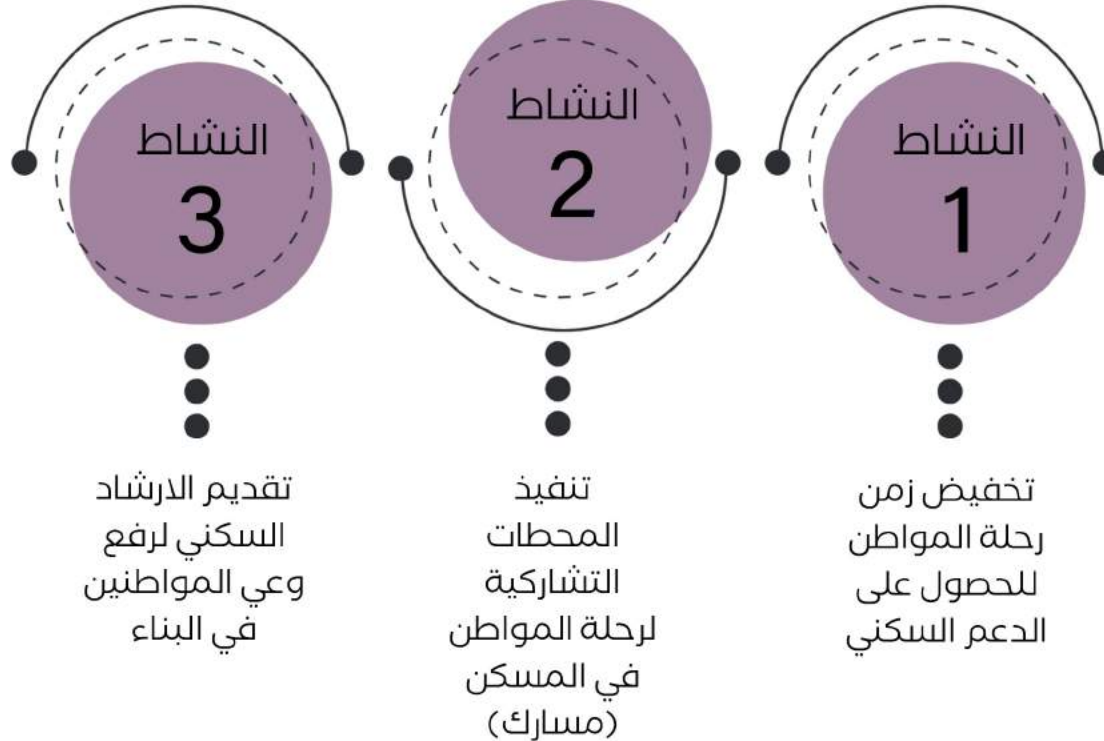 النشاط
1
تخفيض زمن
رحلة المواطن
للحصول على
الدعم السكني
النشاط
2
تنفيذ
المحطات
التشاركية
لرحلة المواطن
في المسكن
(مسارك)
النشاط
3
تقديم الارشاد
السكني لرفع
وعي المواطنين
في البناء